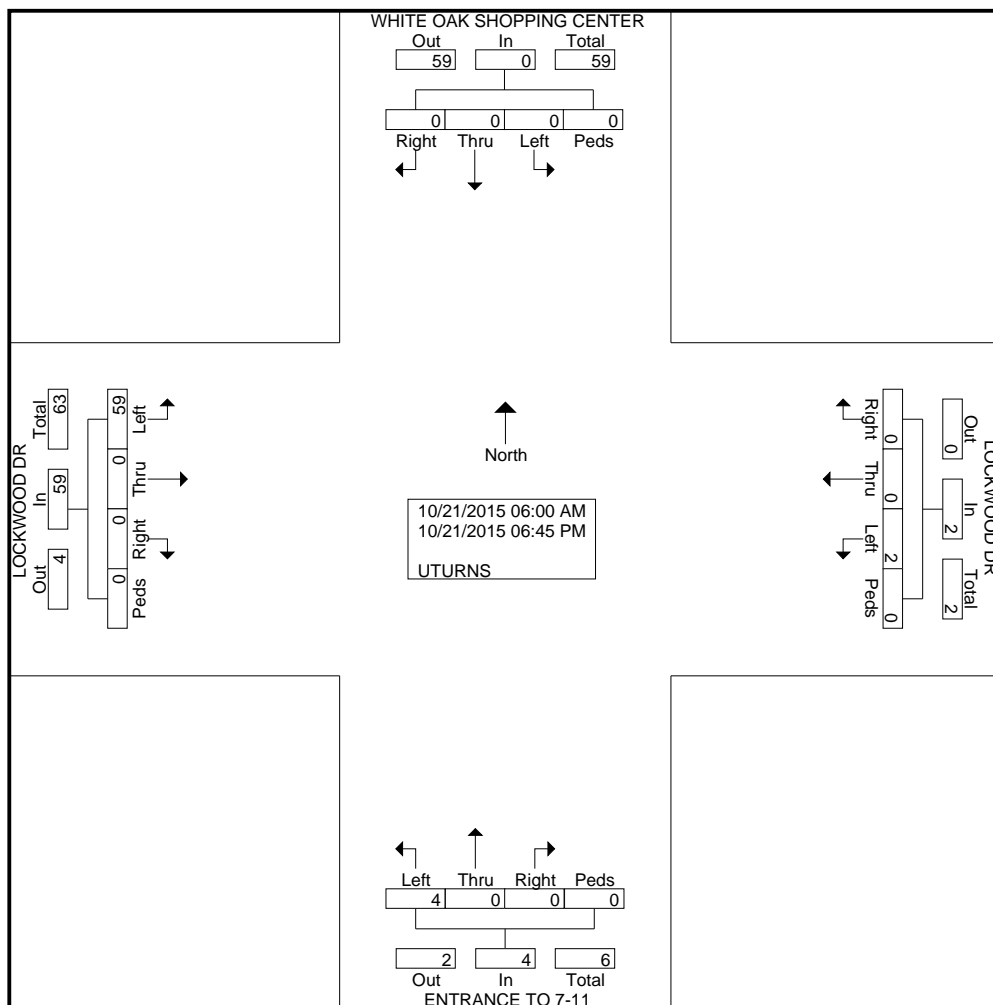 WHITE OAK SHOPPING CENTER
Out In Total
59 0 59
0 0 0 0
Right Thru Left Peds
LOCKWOOD DR
Total In Out
63 59 4
59 0 0 0
Left Thru Right Peds
North
10/21/2015 06:00 AM
10/21/2015 06:45 PM
UTURNS
Right Thru Left Peds
0 0 2 0
0 2 2
Out In Total
LOCKWOOD DR
Left Thru Right Peds
4 0 0 0
2 4 6
Out In Total
ENTRANCE TO 7-11